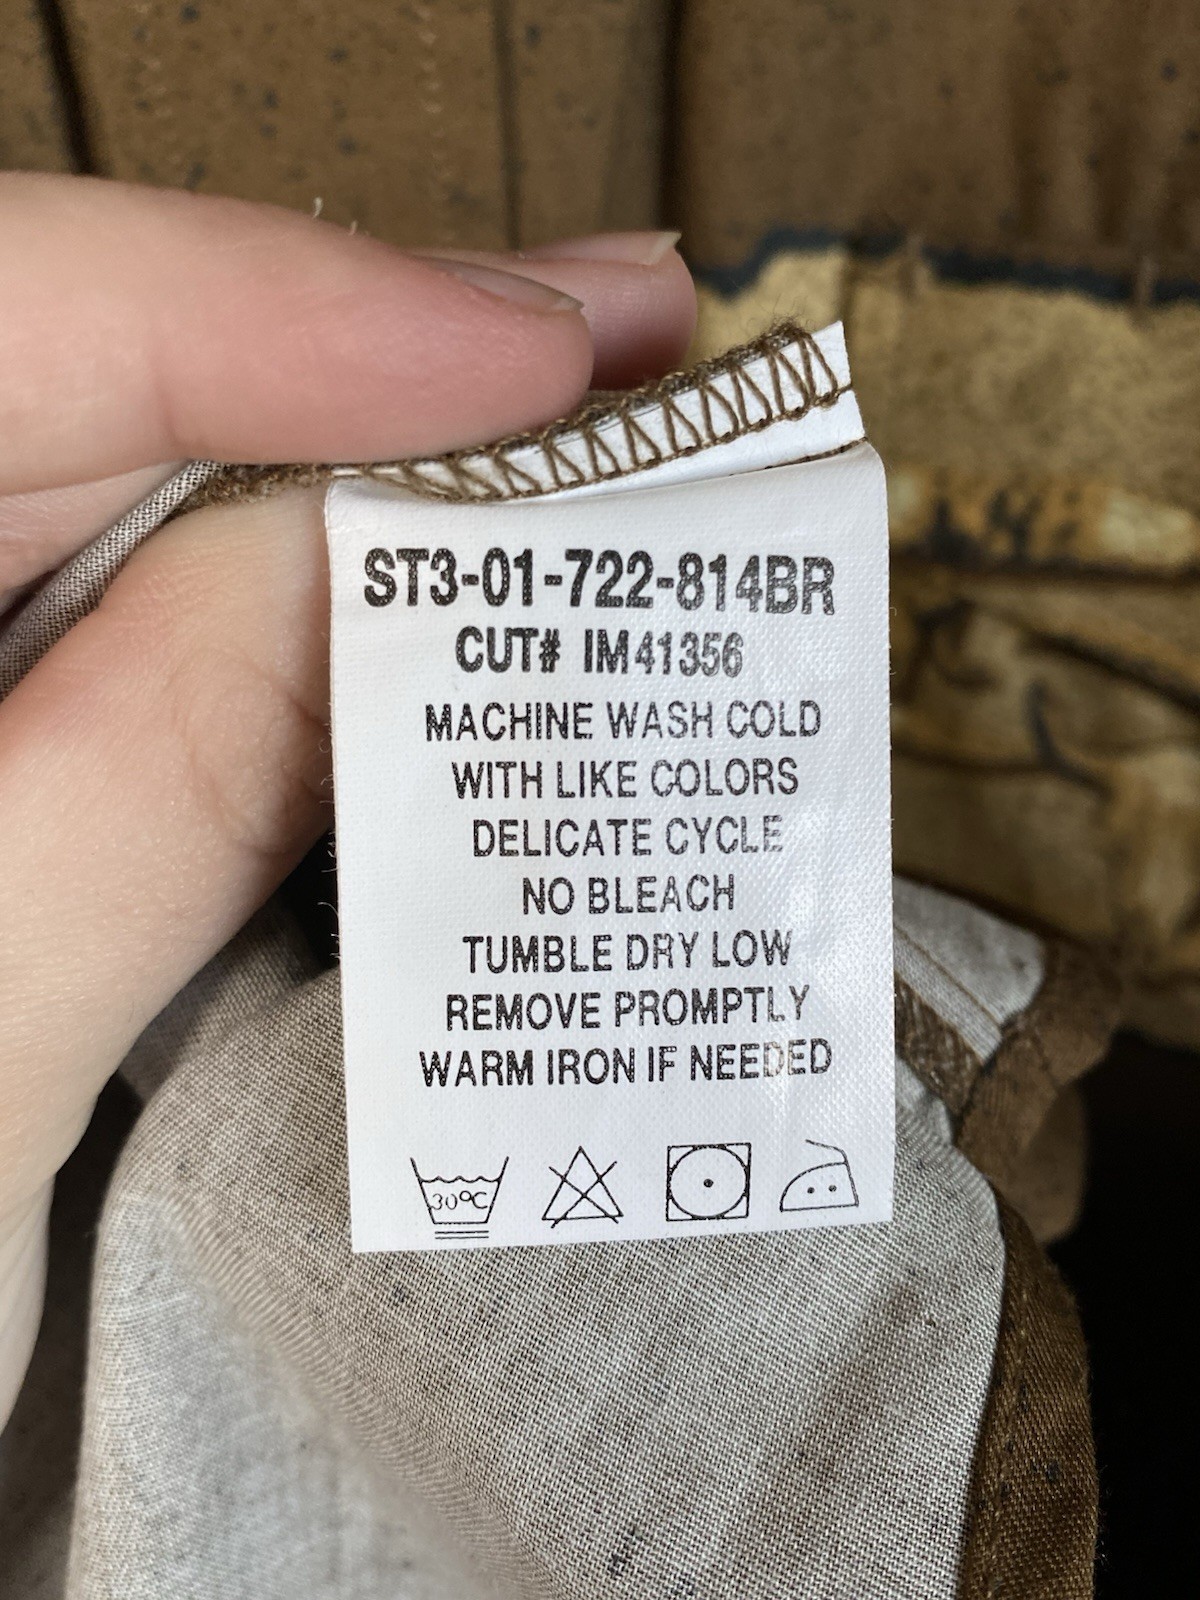 ST3-01-722-814BR
CUT# IM41356
MACHINE WASH COLD
WITH LIKE COLORS
DELICATE CYCLE
NO BLEACH
TUMBLE DRY LOW
REMOVE PROMPTLY
WARM IRON IF NEEDED
30°C